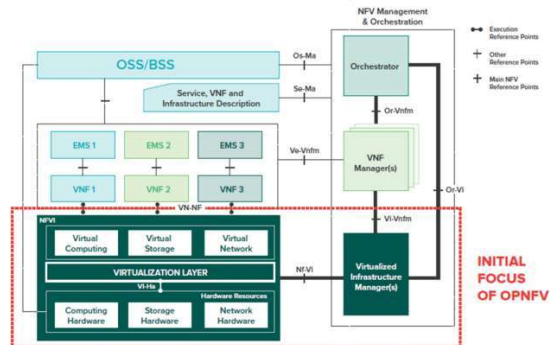 NFV Management
& Orchestration
Execution
Reference Points
Other
Reference Points
Main NFV
Reference Points
OSS/BSS
Os-Ma
Orchestrator
Service, VNF and
Infrastructure Description
Se-Ma
Or-Vnfm
EMS 1
EMS 2
EMS 3
Ve-Vnfm
VNF
Manager(s)
VNF 1
VNF 2
VNF 3
Or-Vi
VN-NF
Vi-Vnfm
NFVI
Virtual
Computing
Virtual
Storage
Virtual
Network
VIRTUALIZATION LAYER
Nf-Vi
Virtualized
Infrastructure
Manager(s)
INITIAL
FOCUS
OF OPNFV
VI-Ha
Hardware Resources
Computing
Hardware
Storage
Hardware
Network
Hardware